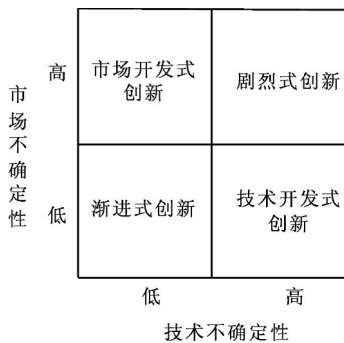 高
市场开发式
创新
剧烈式创新
市场不确定性
低
渐进式创新
技术开发式
创新
低
高
技术不确定性